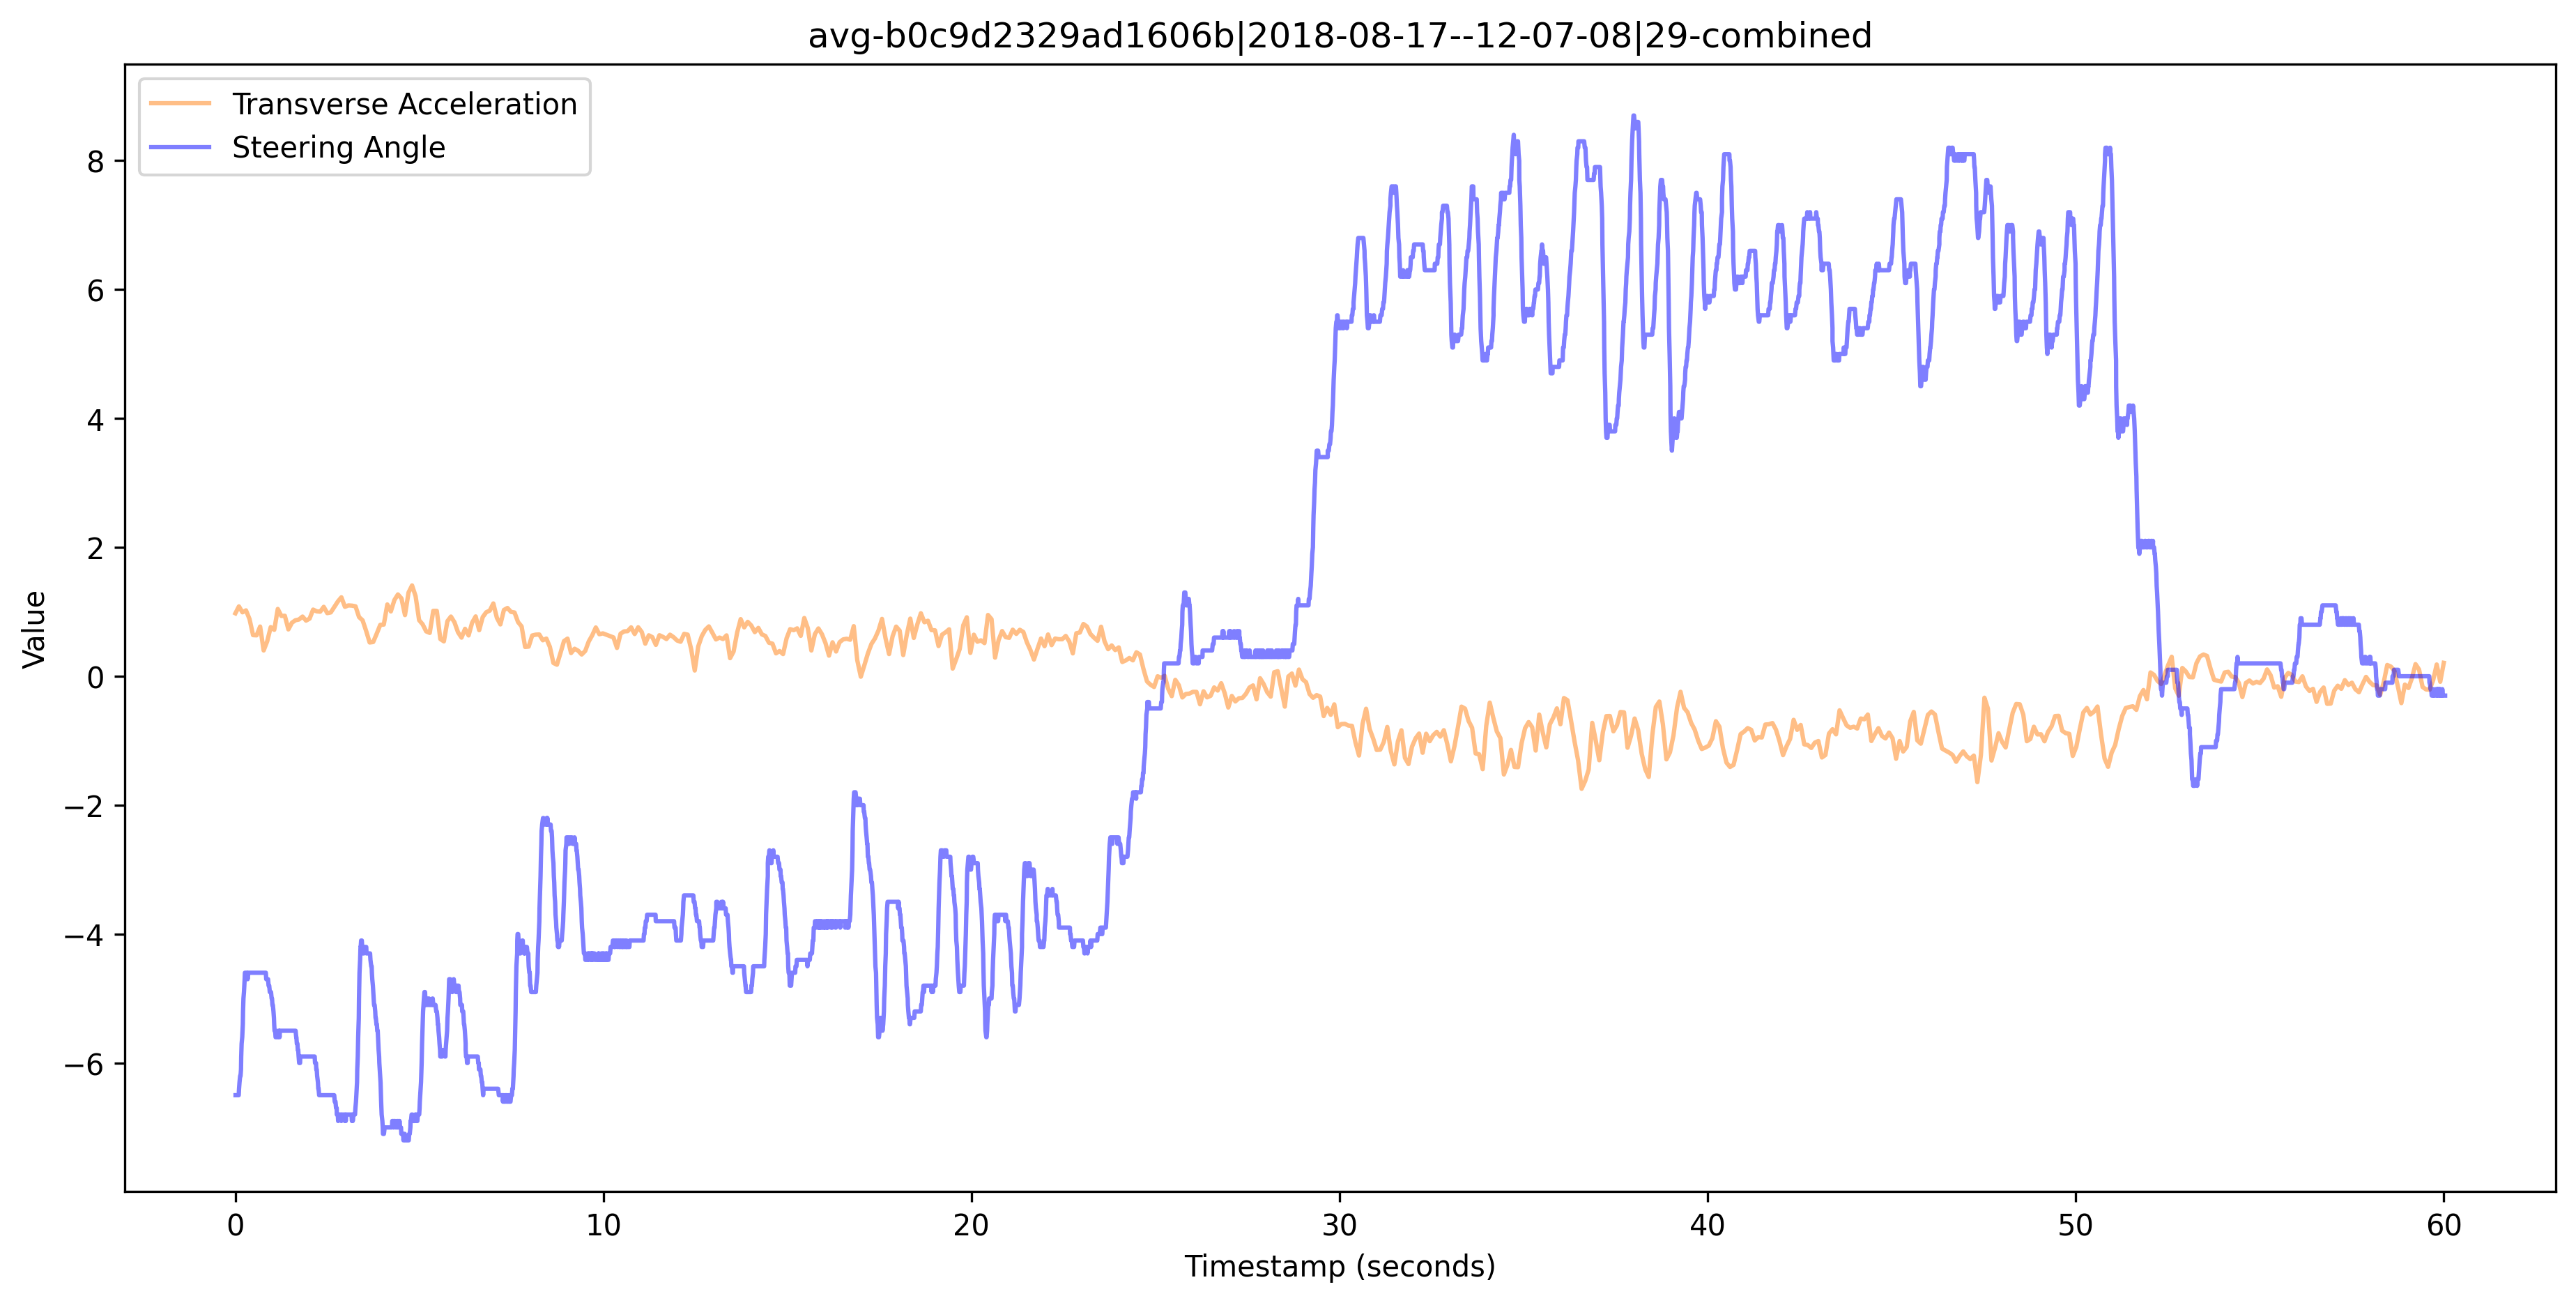 avg-b0c9d2329ad1606b|2018-08-17--12-07-08|29-combined
Transverse Acceleration
Steering Angle
Value
8
6
4
2
0
−2
−4
−6
0 10 20 30 40 50 60
Timestamp (seconds)